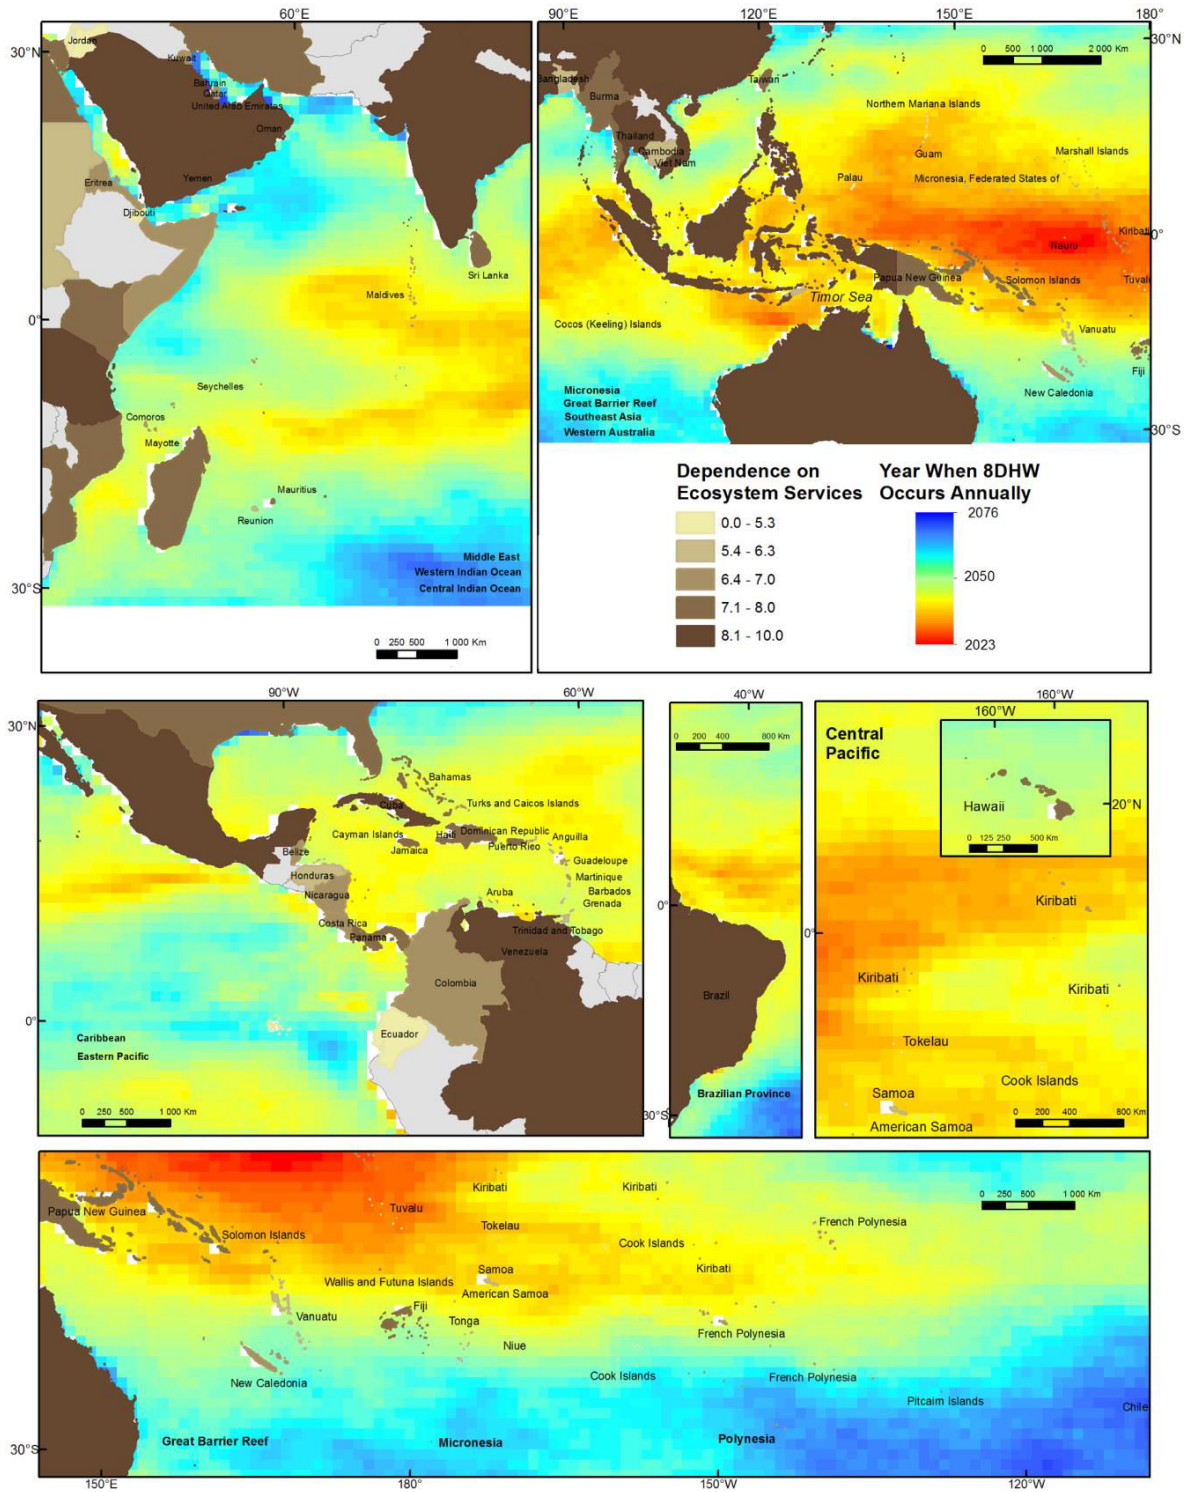 60°E
30°N
0°
30°S
Jordan
Kuwait
Bahrain
Qatar
United Arab Emirates
Oman
Yemen
Eritrea
Djibouti
Sri Lanka
Maldives
Seychelles
Comoros
Mayotte
Mauritius
Reunion
Middle East
Western Indian Ocean
Central Indian Ocean
0 250 500 1 000 Km
90°E 120°E 150°E 180°
30°N
0°
30°S
0 500 1 000 2 000 Km
Bangladesh
Taiwan
Burma
Northern Mariana Islands
Thailand
Cambodia
Viet Nam
Guam
Marshall Islands
Palau
Micronesia, Federated States of
Kiribati
Nauru
Papua New Guinea
Solomon Islands
Tuvalu
Timor Sea
Cocos (Keeling) Islands
Vanuatu
Fiji
New Caledonia
Micronesia
Great Barrier Reef
Southeast Asia
Western Australia
Dependence on
Ecosystem Services
0.0 - 5.3
5.4 - 6.3
6.4 - 7.0
7.1 - 8.0
8.1 - 10.0
Year When 8DHW
Occurs Annually
2076
2050
2023
90°W 60°W
30°N
0°
Bahamas
Cuba
Turks and Caicos Islands
Cayman Islands
Haiti
Dominican Republic
Anguilla
Jamaica
Puerto Rico
Belize
Guadeloupe
Honduras
Martinique
Nicaragua
Aruba
Barbados
Grenada
Costa Rica
Panama
Trinidad and Tobago
Venezuela
Colombia
Ecuador
Caribbean
Eastern Pacific
0 250 500 1 000 Km
40°W
0 200 400 800 Km
0°
30°S
Brazil
Brazilian Province
160°W
Central
Pacific
160°W
20°N
Hawaii
0 125 250 500 Km
0°
Kiribati
Kiribati
Kiribati
Tokelau
Cook Islands
Samoa
American Samoa
0 200 400 800 Km
0 250 500 1 000 Km
Papua New Guinea
Solomon Islands
Tuvalu
Kiribati
Kiribati
Tokelau
French Polynesia
Cook Islands
Samoa
Kiribati
Wallis and Futuna Islands
American Samoa
Fiji
Vanuatu
Tonga
French Polynesia
Niue
New Caledonia
Cook Islands
French Polynesia
Pitcairn Islands
Chile
Great Barrier Reef
Micronesia
Polynesia
30°S
150°E 180° 150°W 120°W